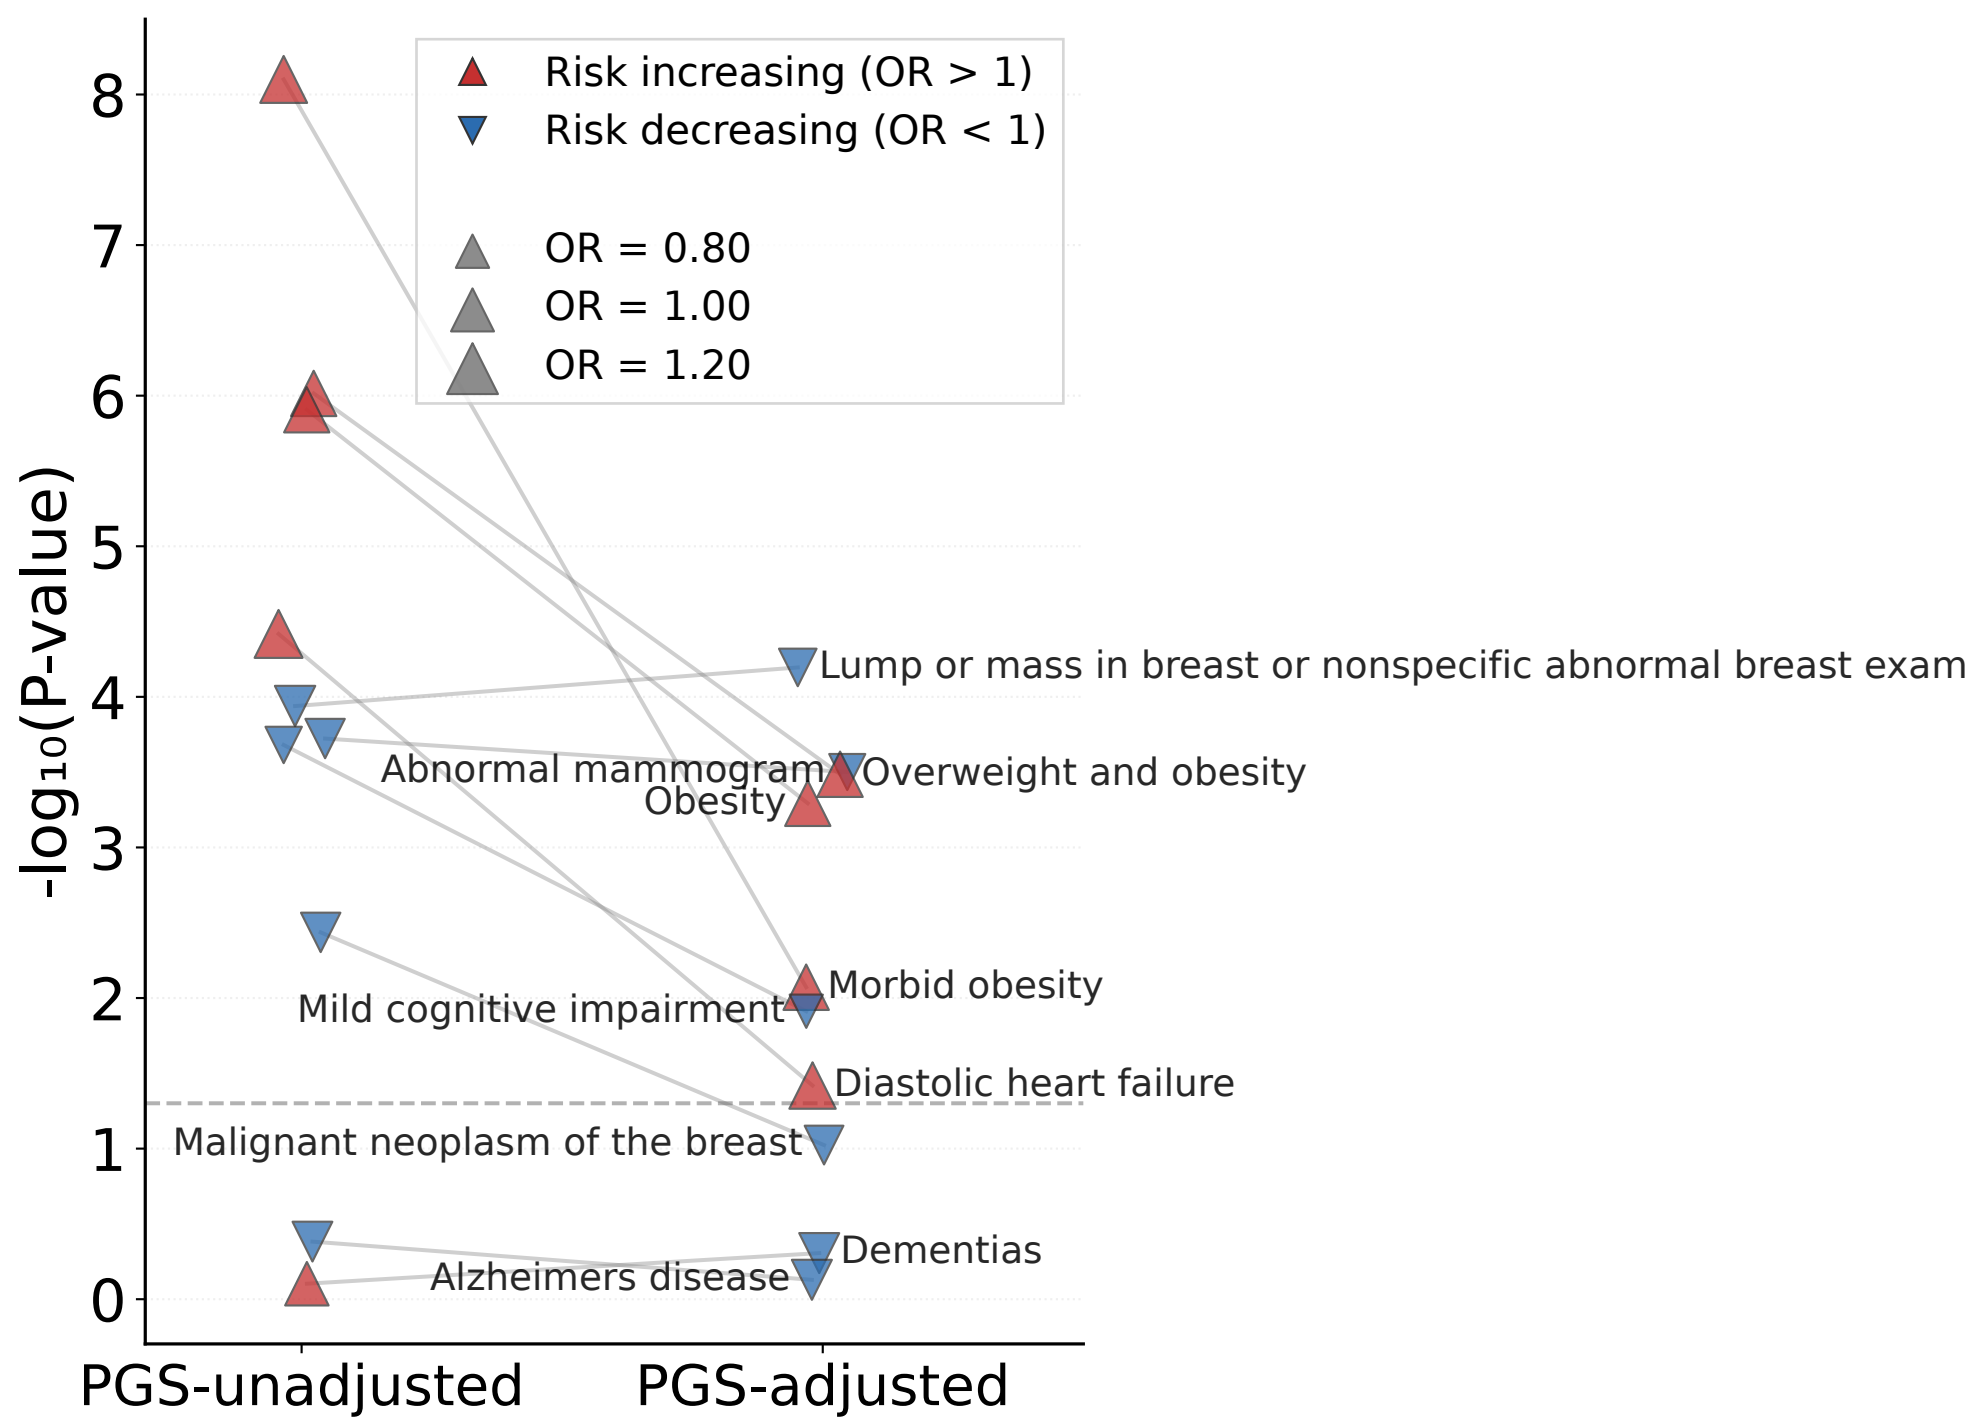 Risk increasing (OR > 1)
Risk decreasing (OR < 1)
OR = 0.80
OR = 1.00
OR = 1.20
-log₁₀(P-value)
8
7
6
5
4
3
2
1
0
Lump or mass in breast or nonspecific abnormal breast exam
Abnormal mammogram
Overweight and obesity
Obesity
Morbid obesity
Mild cognitive impairment
Diastolic heart failure
Malignant neoplasm of the breast
Dementias
Alzheimers disease
PGS-unadjusted
PGS-adjusted